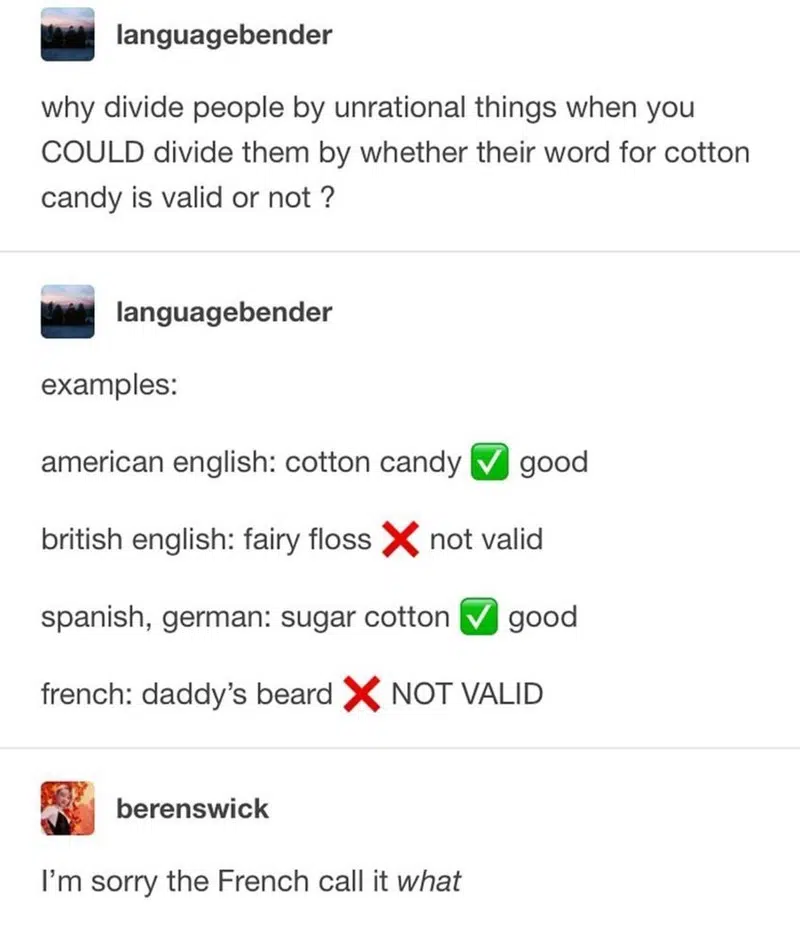 languagebender
why divide people by unrational things when you
COULD divide them by whether their word for cotton
candy is valid or not ?
languagebender
examples:
american english: cotton candy ✅ good
british english: fairy floss ❌ not valid
spanish, german: sugar cotton ✅ good
french: daddy's beard ❌ NOT VALID
berenswick
I'm sorry the French call it what